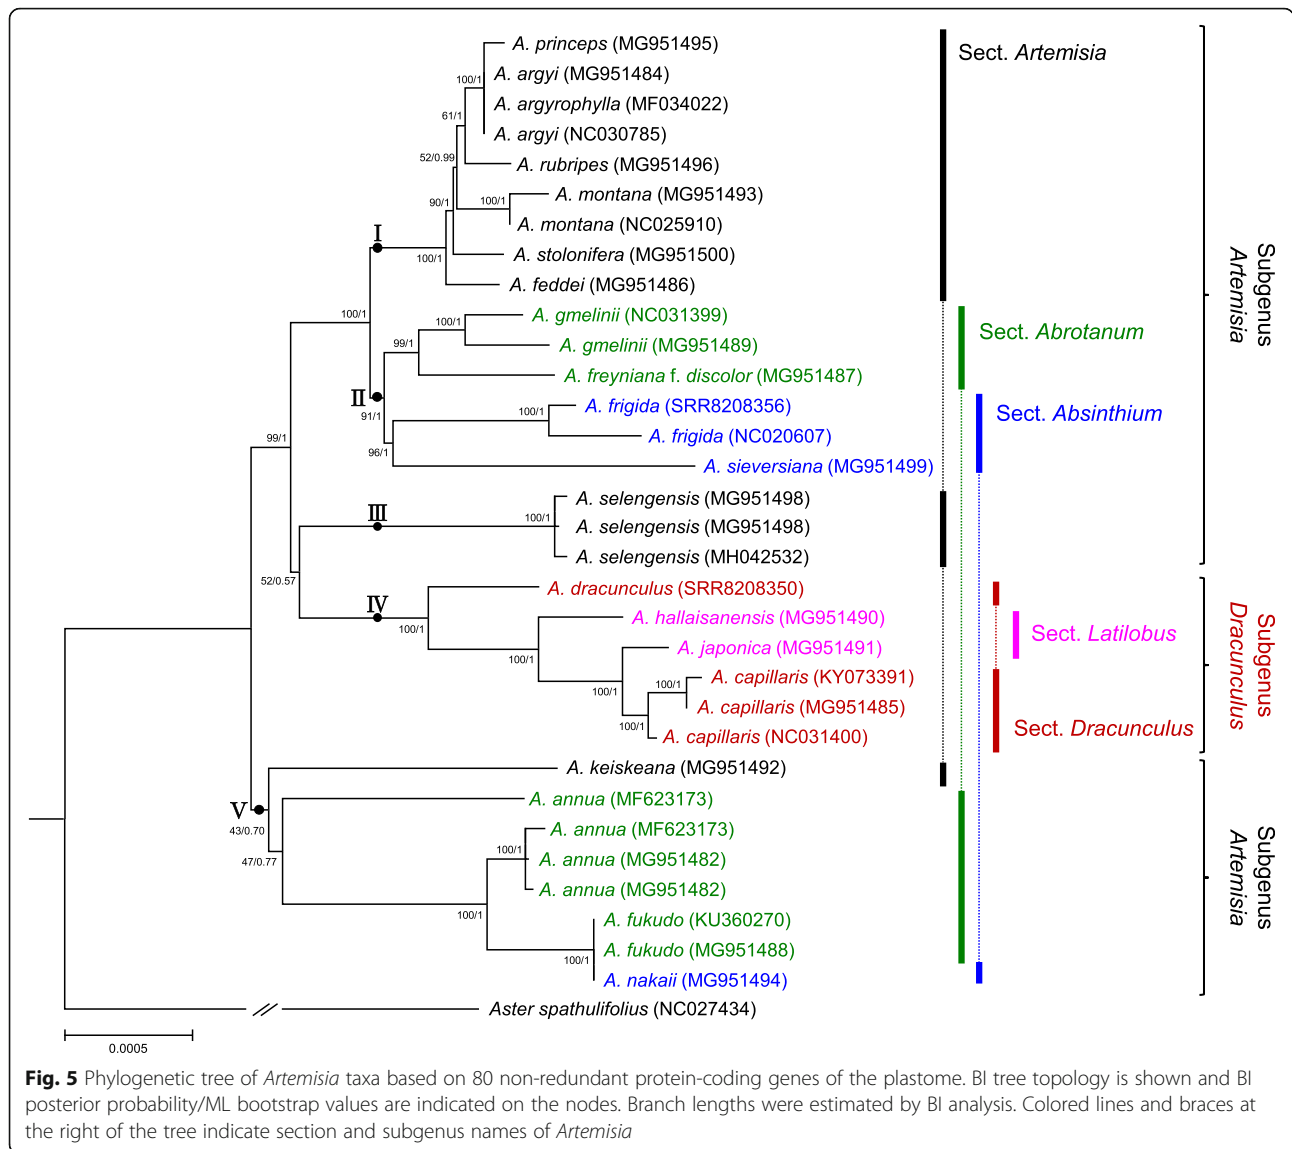 A. princeps (MG951495)
Sect. Artemisia
A. argyi (MG951484)
100/1
A. argyrophylla (MF034022)
61/1
A. argyi (NC030785)
52/0.99
A. rubripes (MG951496)
A. montana (MG951493)
100/1
90/1
A. montana (NC025910)
I
A. stolonifera (MG951500)
100/1
A. feddei (MG951486)
Subgenus
Artemisia
100/1
A. gmelinii (NC031399)
100/1
Sect. Abrotanum
99/1
A. gmelinii (MG951489)
A. freyniana f. discolor (MG951487)
II
A. frigida (SRR8208356)
100/1
Sect. Absinthium
91/1
A. frigida (NC020607)
99/1
96/1
A. sieversiana (MG951499)
A. selengensis (MG951498)
III
100/1
A. selengensis (MG951498)
A. selengensis (MH042532)
52/0.57
A. dracunculus (SRR8208350)
IV
100/1
A. hallaisanensis (MG951490)
Sect. Latilobus
100/1
A. japonica (MG951491)
Subgenus
Dracunculus
100/1
A. capillaris (KY073391)
100/1
A. capillaris (MG951485)
100/1
Sect. Dracunculus
A. capillaris (NC031400)
A. keiskeana (MG951492)
V
43/0.70
A. annua (MF623173)
A. annua (MF623173)
47/0.77
100/1
A. annua (MG951482)
A. annua (MG951482)
Subgenus
Artemisia
100/1
A. fukudo (KU360270)
A. fukudo (MG951488)
100/1
A. nakaii (MG951494)
Aster spathulifolius (NC027434)
0.0005
Fig. 5 Phylogenetic tree of Artemisia taxa based on 80 non-redundant protein-coding genes of the plastome. BI tree topology is shown and BI
posterior probability/ML bootstrap values are indicated on the nodes. Branch lengths were estimated by BI analysis. Colored lines and braces at
the right of the tree indicate section and subgenus names of Artemisia